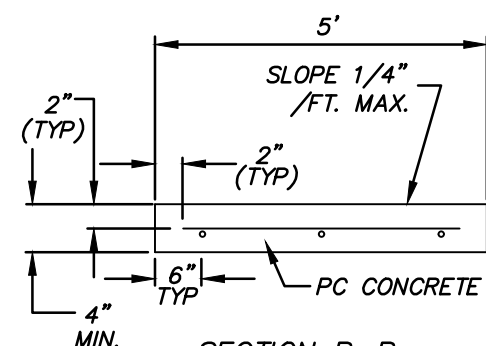 5'
SLOPE 1/4"
/FT. MAX.
2"
(TYP)
2"
(TYP)
6"
TYP
PC CONCRETE
4"
MIN.